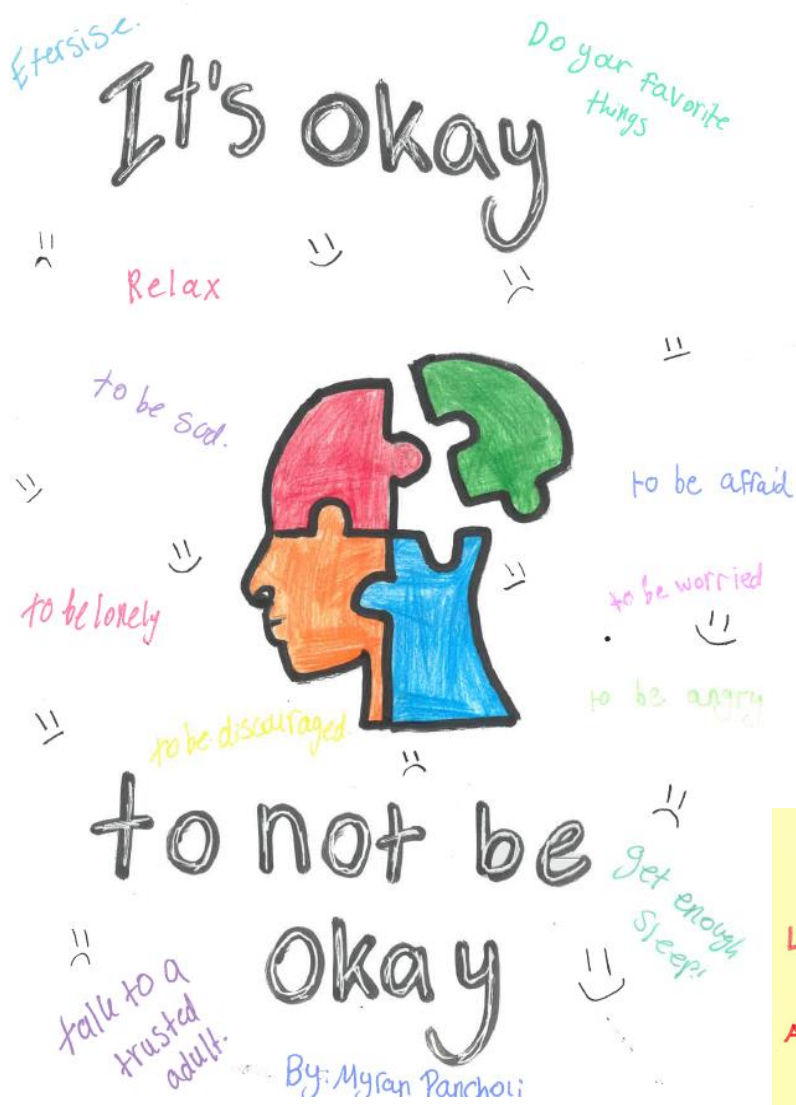 Exersise.
It's okay
Do your favorite
things
Relax
to be sad.
to be afraid
to be worried
to be lonely
to be angry
to be discouraged.
to not be
okay
get enough
sleep!
talk to a
trusted
adult.
By: Myran Pancholi
L
A